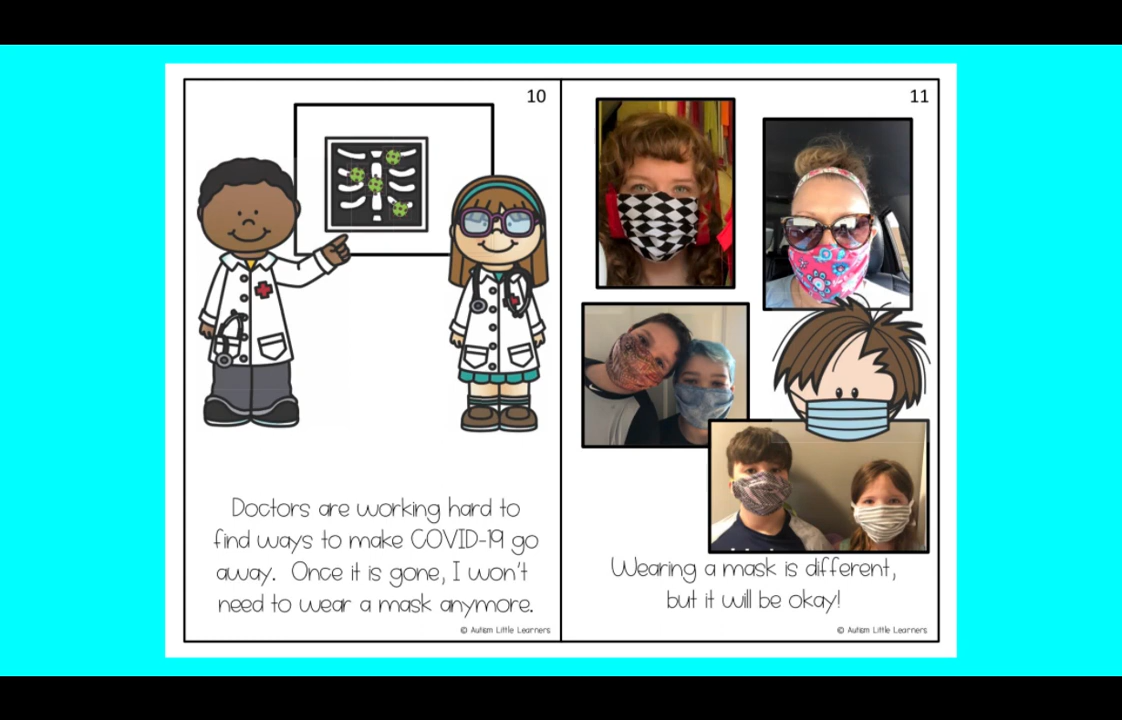 10
Doctors are working hard to
find ways to make COVID-19 go
away. Once it is gone, I won't
need to wear a mask anymore.
© Autism Little Learners
11
Wearing a mask is different,
but it will be okay!
© Autism Little Learners